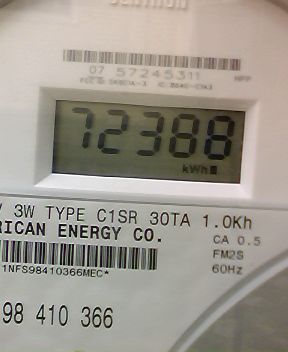 07 57245311
72388
kWh
V 3W TYPE C1SR 30TA 1.0Kh
RICAN ENERGY CO.
CA 0.5
FM2S
1NFS98410366MEC*
60Hz
98 410 366